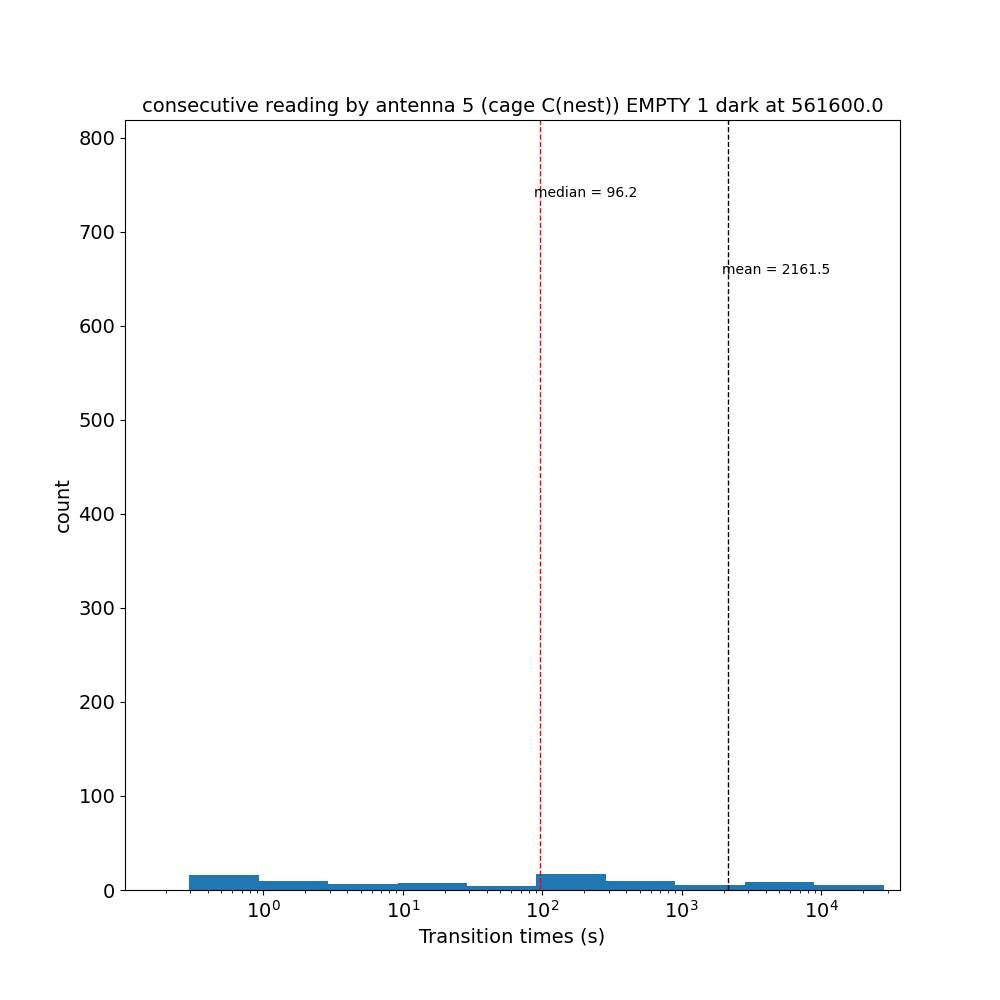 consecutive reading by antenna 5 (cage C(nest)) EMPTY 1 dark at 561600.0
800
median = 96.2
700
mean = 2161.5
600
500
400
count
300
200
100
0
10⁰ 10¹ 10² 10³ 10⁴
Transition times (s)